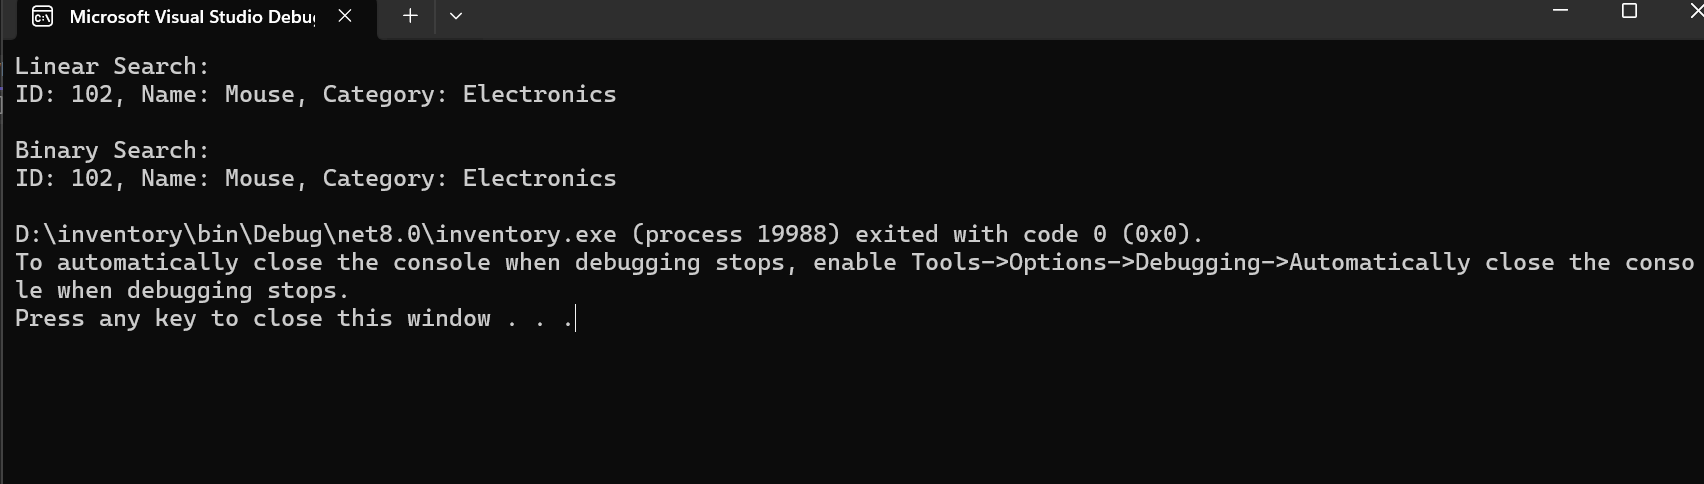 Microsoft Visual Studio Debu
Linear Search:
ID: 102, Name: Mouse, Category: Electronics
Binary Search:
ID: 102, Name: Mouse, Category: Electronics
D:\inventory\bin\Debug\net8.0\inventory.exe (process 19988) exited with code 0 (0x0).
To automatically close the console when debugging stops, enable Tools->Options->Debugging->Automatically close the conso
le when debugging stops.
Press any key to close this window . . .